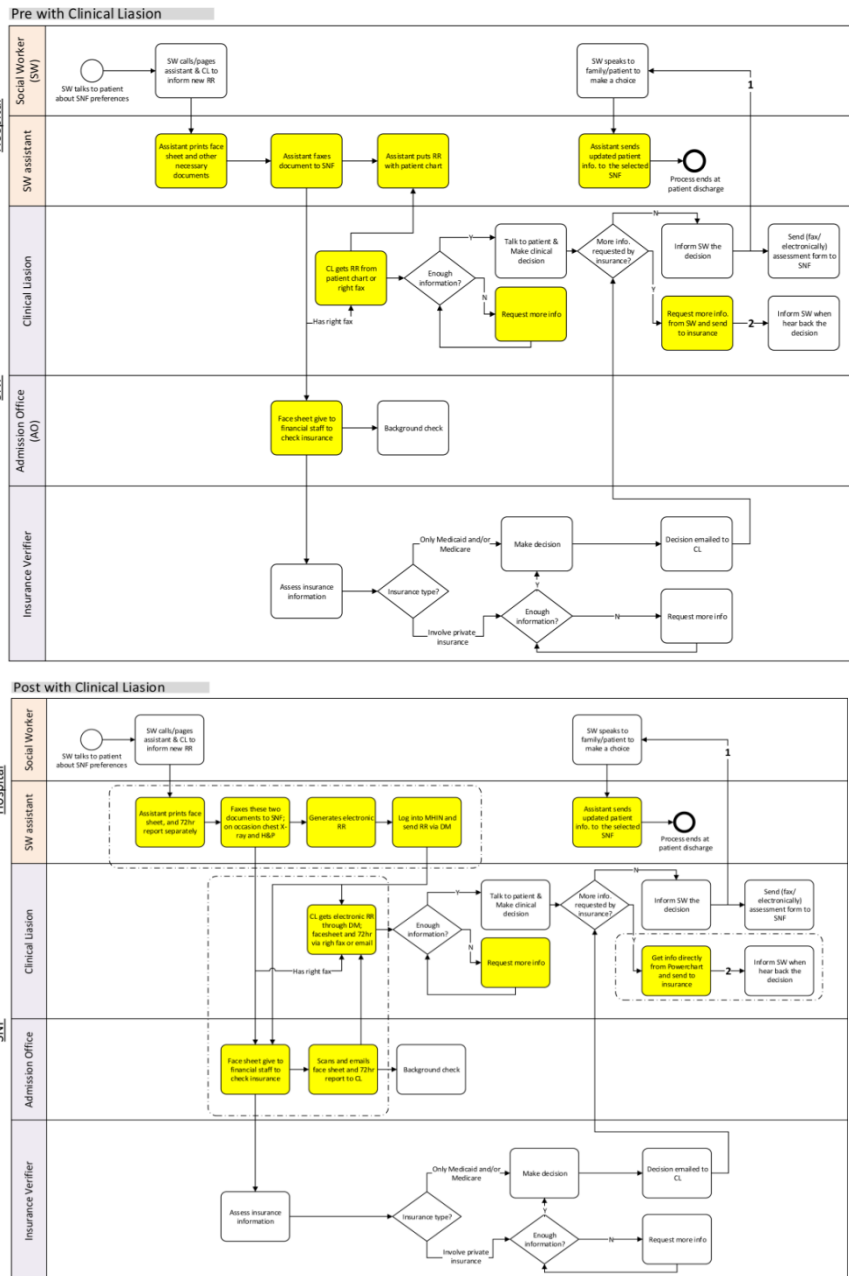 Pre with Clinical Liasion
Hospital
Social Worker
(SW)
SW talks to patient
about SNF preferences
SW calls/pages
assistant & CL to
inform new RR
SW speaks to
family/patient to
make a choice
1
SW assistant
Assistant prints face
sheet and other
necessary
documents
Assistant faxes
document to SNF
Assistant puts RR
with patient chart
Assistant sends
updated patient
info. to the selected
SNF
Process ends at
patient discharge
Clinical Liasion
CL gets RR from
patient chart or
right fax
Has right fax
Enough
information?
Y
N
Talk to patient &
Make clinical
decision
Request more info
More info.
requested by
insurance?
N
Y
Inform SW the
decision
Send (fax/
electronically)
assessment form to
SNF
Request more info.
from SW and send
to insurance
2
Inform SW when
hear back the
decision
Admission Office
(AO)
Face sheet give to
financial staff to
check insurance
Background check
Insurance Verifier
Assess insurance
information
Insurance type?
Only Medicaid and/or
Medicare
Involve private
insurance
Make decision
Y
Enough
information?
N
Decision emailed to
CL
Request more info
Post with Clinical Liasion
Hospital
SNF
Social Worker
SW talks to patient
about SNF preferences
SW calls/pages
assistant & CL to
inform new RR
SW speaks to
family/patient to
make a choice
1
SW assistant
Assistant prints face
sheet, and 72hr
report separately
Faxes these two
documents to SNF;
on occasion chest X-
ray and H&P
Generates electronic
RR
Log into MHIN and
send RR via DM
Assistant sends
updated patient
info. to the selected
SNF
Process ends at
patient discharge
Clinical Liasion
CL gets electronic RR
through DM;
facesheet and 72hr
via righ fax or email
Has right fax
Enough
information?
Y
N
Talk to patient &
Make clinical
decision
Request more info
More info.
requested by
insurance?
N
Y
Inform SW the
decision
Send (fax/
electronically)
assessment form to
SNF
Get info directly
from Powerchart
and send to
insurance
2
Inform SW when
hear back the
decision
Admission Office
Face sheet give to
financial staff to
check insurance
Scans and emails
face sheet and 72hr
report to CL
Background check
Insurance Verifier
Assess insurance
information
Insurance type?
Only Medicaid and/or
Medicare
Involve private
insurance
Make decision
Y
Enough
information?
N
Decision emailed to
CL
Request more info